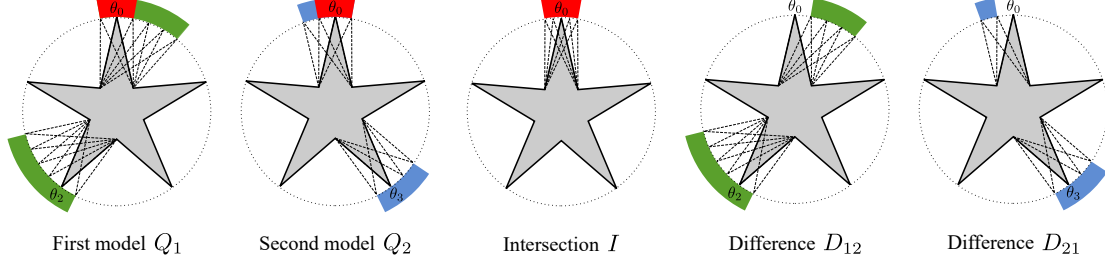 θ₀ θ₀ θ₀ θ₀ θ₀
θ₂ θ₃ θ₂ θ₃
First model Q₁ Second model Q₂ Intersection I Difference D₁₂ Difference D₂₁